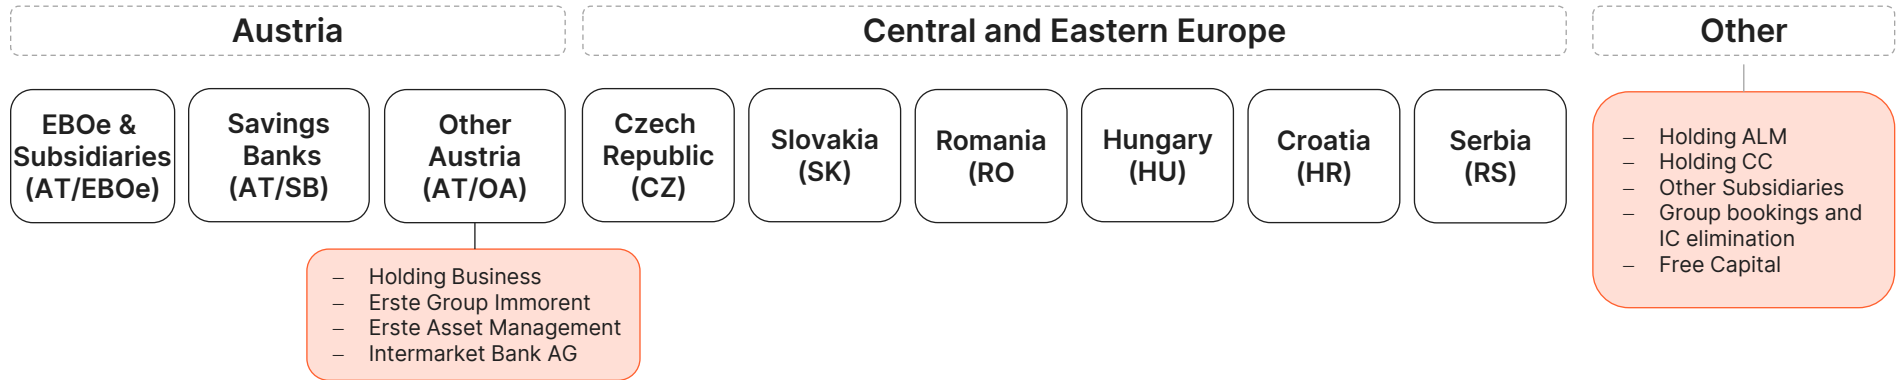 Austria
Central and Eastern Europe
Other
EBOe &
Subsidiaries
(AT/EBOe)
Savings
Banks
(AT/SB)
Other
Austria
(AT/OA)
Czech
Republic
(CZ)
Slovakia
(SK)
Romania
(RO
Hungary
(HU)
Croatia
(HR)
Serbia
(RS)
– Holding Business
– Erste Group Immorent
– Erste Asset Management
– Intermarket Bank AG
– Holding ALM
– Holding CC
– Other Subsidiaries
– Group bookings and
IC elimination
– Free Capital